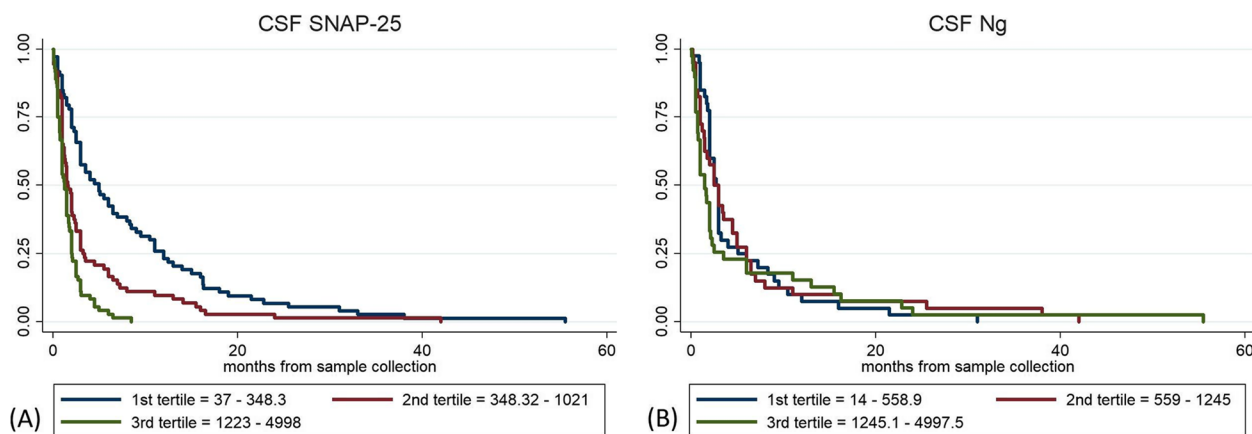 CSF SNAP-25
1.00
0.75
0.50
0.25
0.00
0
20
40
60
months from sample collection
1st tertile = 37 - 348.3
2nd tertile = 348.32 - 1021
3rd tertile = 1223 - 4998
(A)
CSF Ng
1.00
0.75
0.50
0.25
0.00
0
20
40
60
months from sample collection
1st tertile = 14 - 558.9
2nd tertile = 559 - 1245
3rd tertile = 1245.1 - 4997.5
(B)